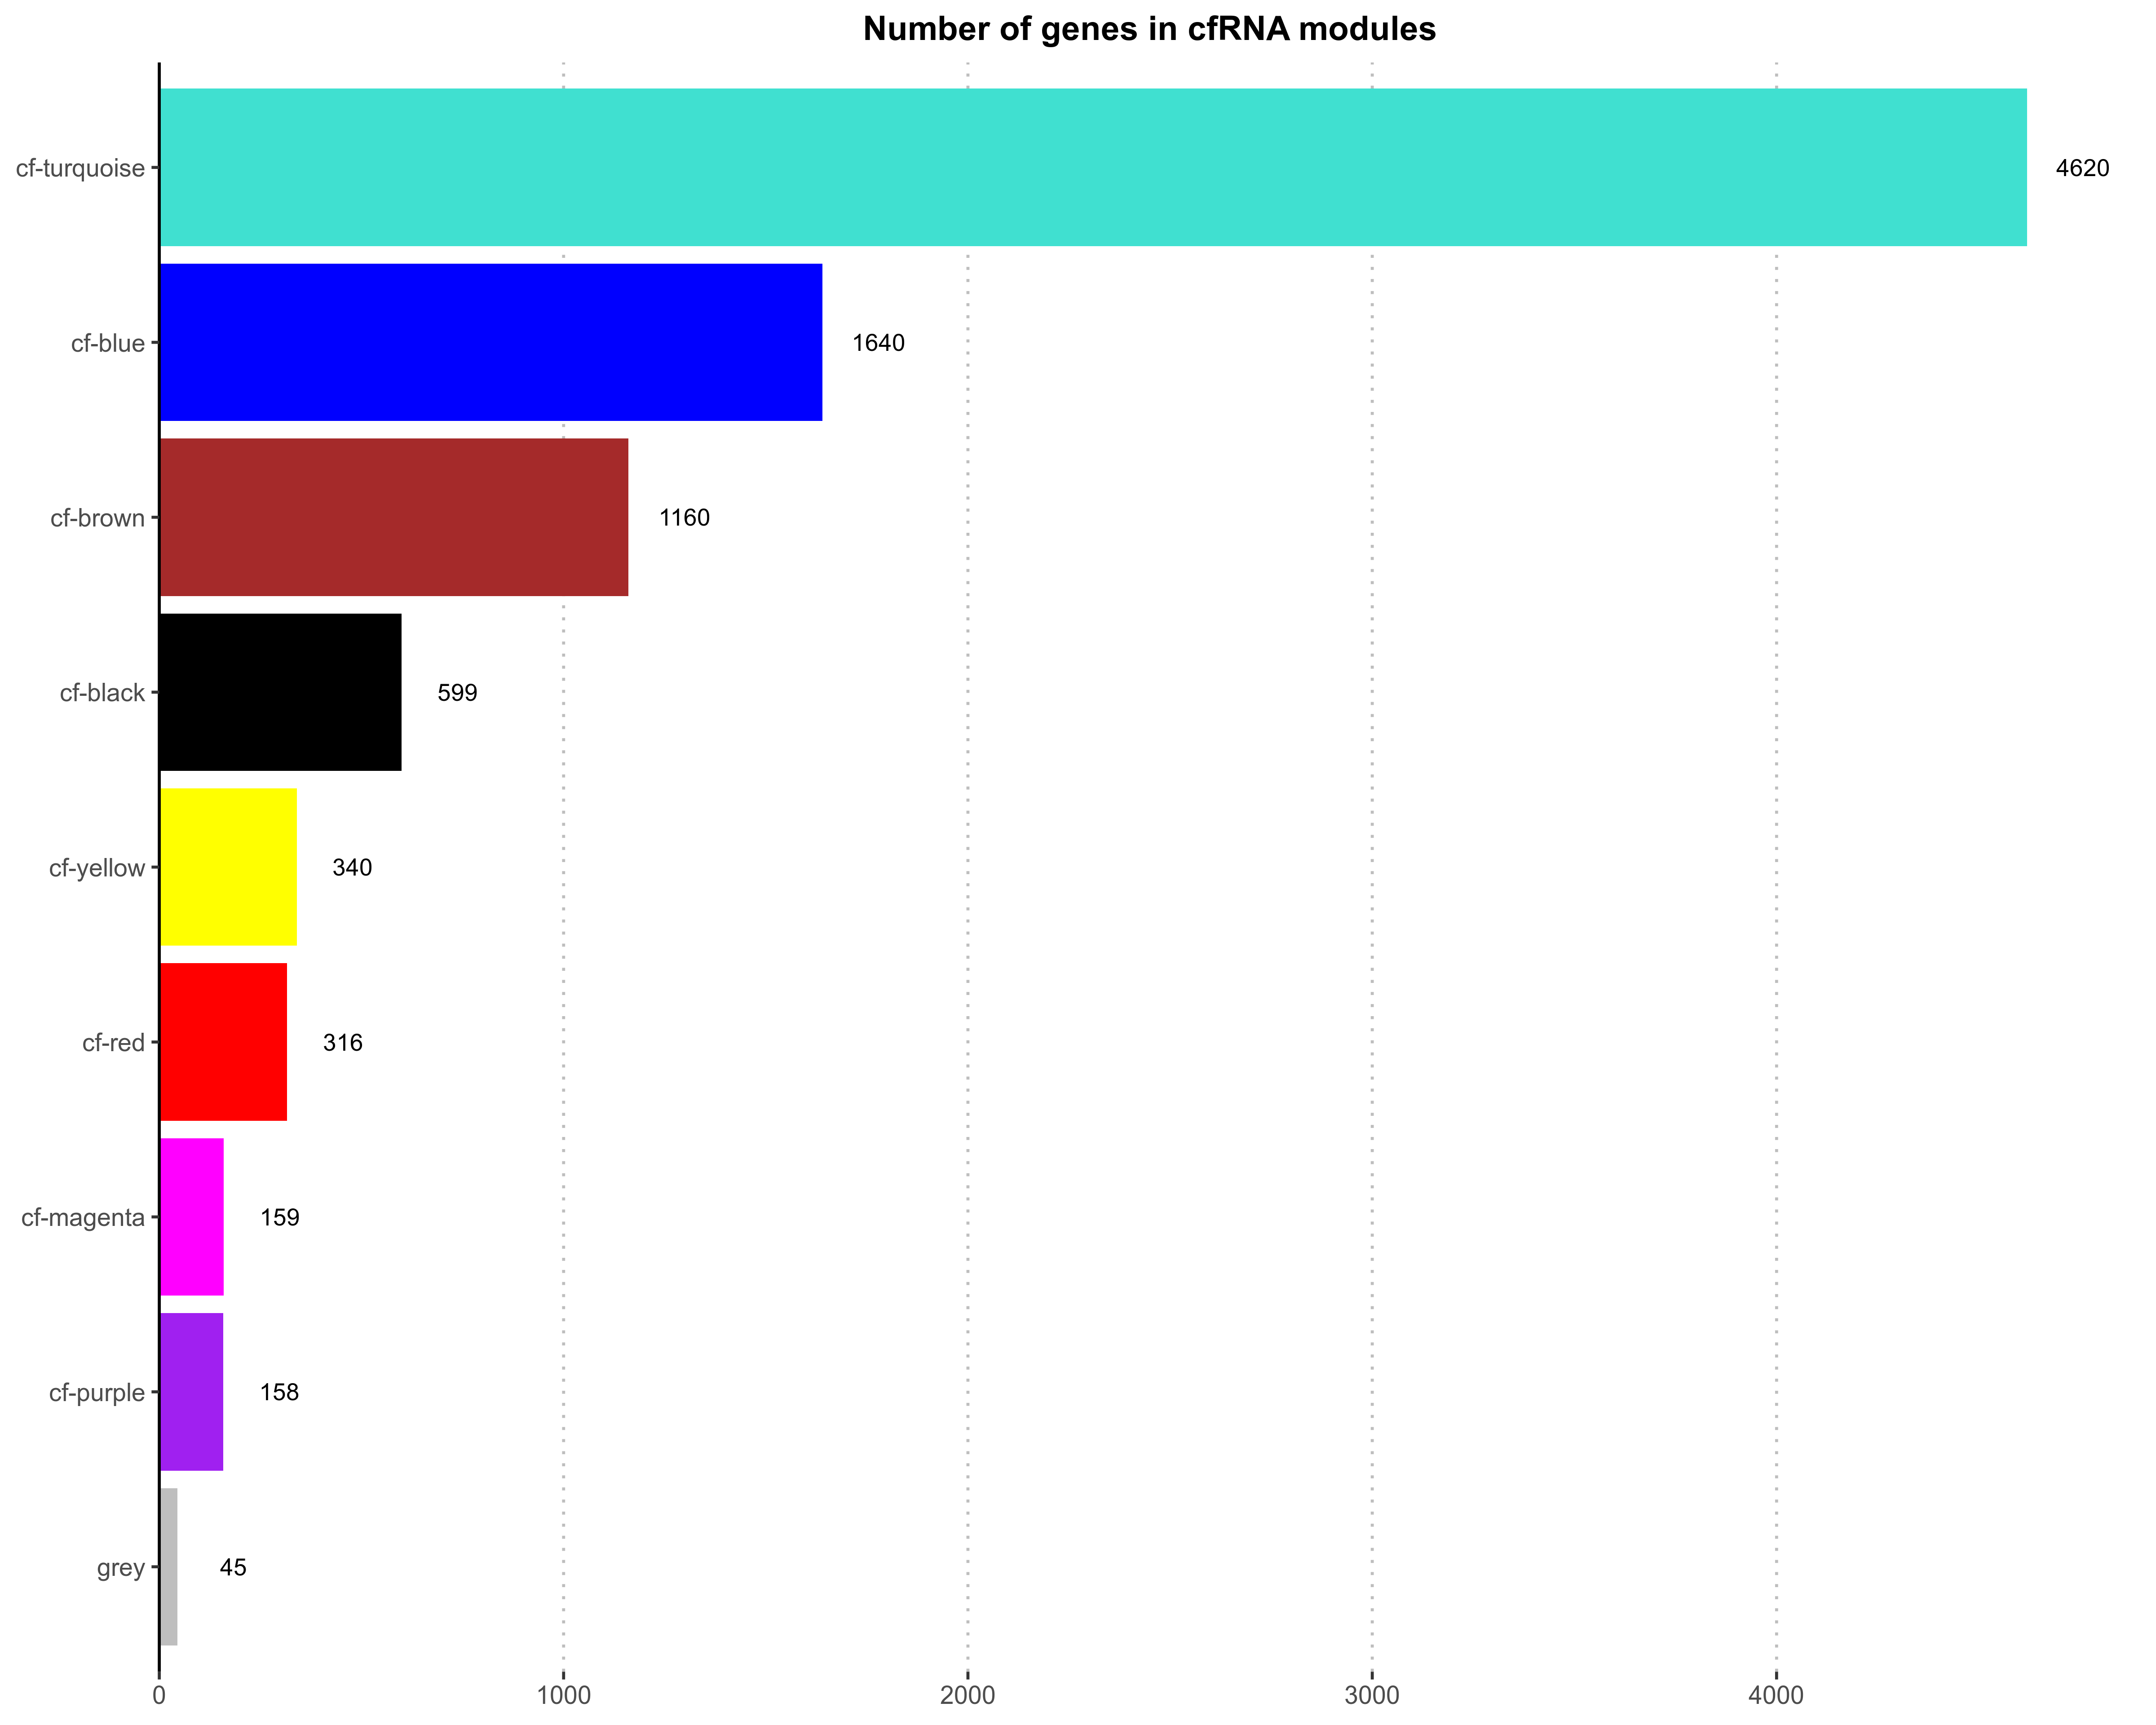 Number of genes in cfRNA modules
cf-turquoise 4620
cf-blue 1640
cf-brown 1160
cf-black 599
cf-yellow 340
cf-red 316
cf-magenta 159
cf-purple 158
grey 45
0 1000 2000 3000 4000